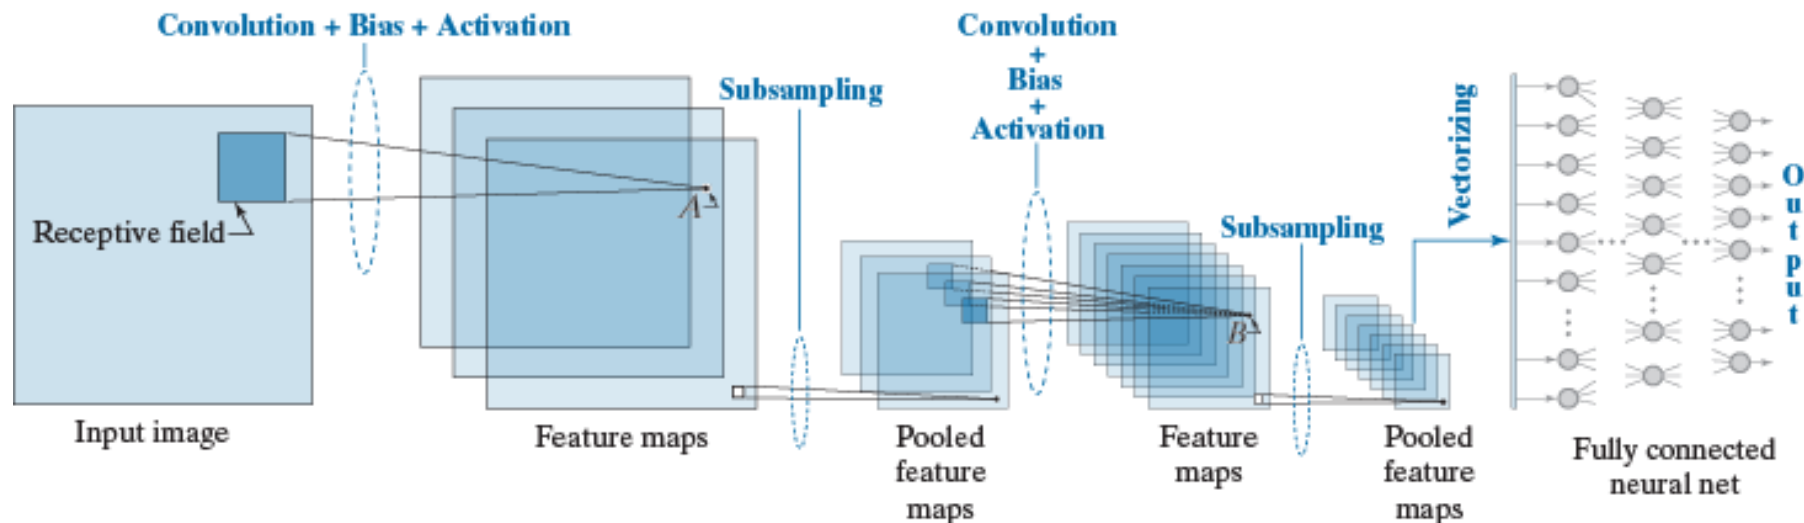 Convolution + Bias + Activation
Receptive field
Input image
A
Feature maps
Subsampling
Pooled
feature
maps
Convolution
+
Bias
+
Activation
B
Feature
maps
Subsampling
Pooled
feature
maps
Vectorizing
Fully connected
neural net
Output